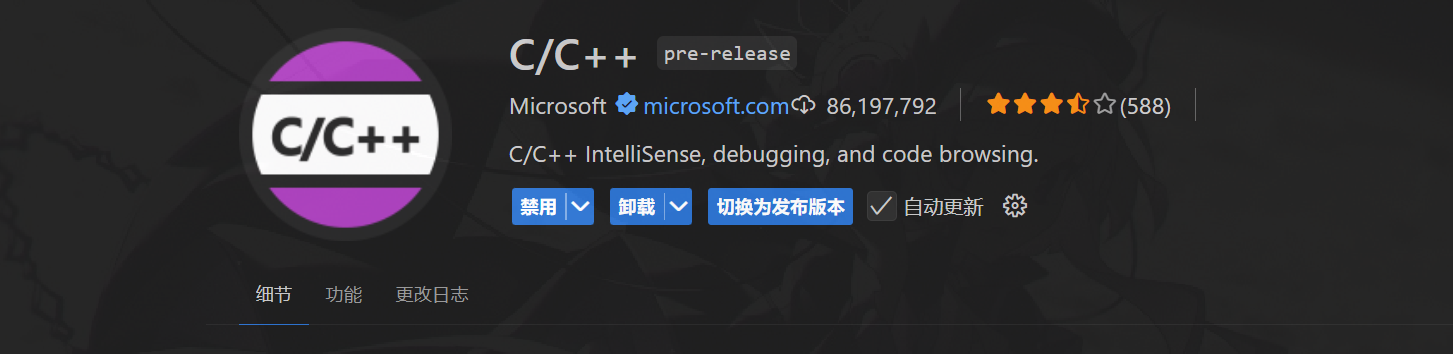 C/C++
C/C++ pre-release
Microsoft microsoft.com 86,197,792 (588)
C/C++ IntelliSense, debugging, and code browsing.
禁用 卸载 切换为发布版本 自动更新
细节 功能 更改日志